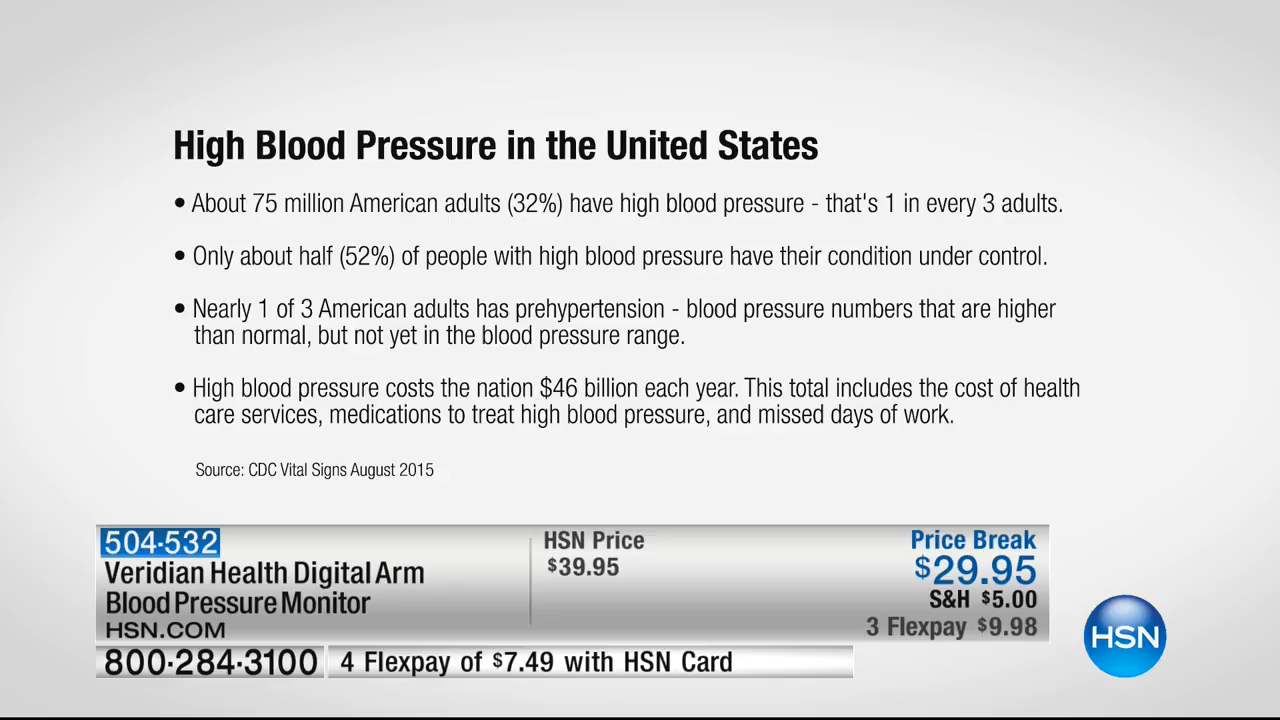 High Blood Pressure in the United States
• About 75 million American adults (32%) have high blood pressure - that's 1 in every 3 adults.
• Only about half (52%) of people with high blood pressure have their condition under control.
• Nearly 1 of 3 American adults has prehypertension - blood pressure numbers that are higher
than normal, but not yet in the blood pressure range.
• High blood pressure costs the nation $46 billion each year. This total includes the cost of health
care services, medications to treat high blood pressure, and missed days of work.
Source: CDC Vital Signs August 2015
504·532
Veridian Health Digital Arm
Blood Pressure Monitor
HSN.COM
HSN Price
$39.95
Price Break
$29.95
S&H $5.00
3 Flexpay $9.98
HSN
800·284·3100
4 Flexpay of $7.49 with HSN Card